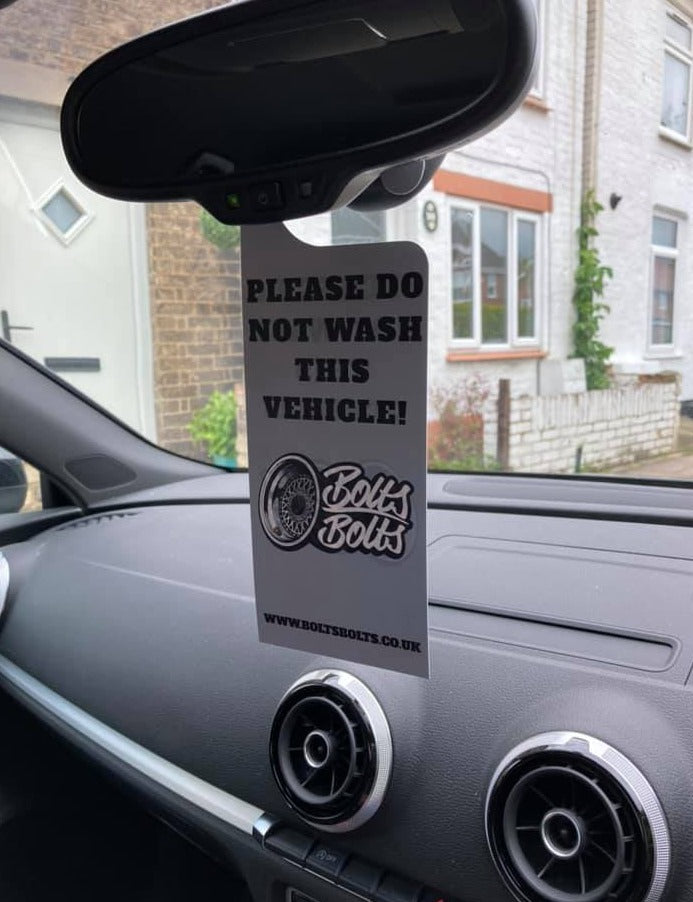 PLEASE DO
NOT WASH
THIS
VEHICLE!
Bolts
Bolts
WWW.BOLTSBOLTS.CO.UK